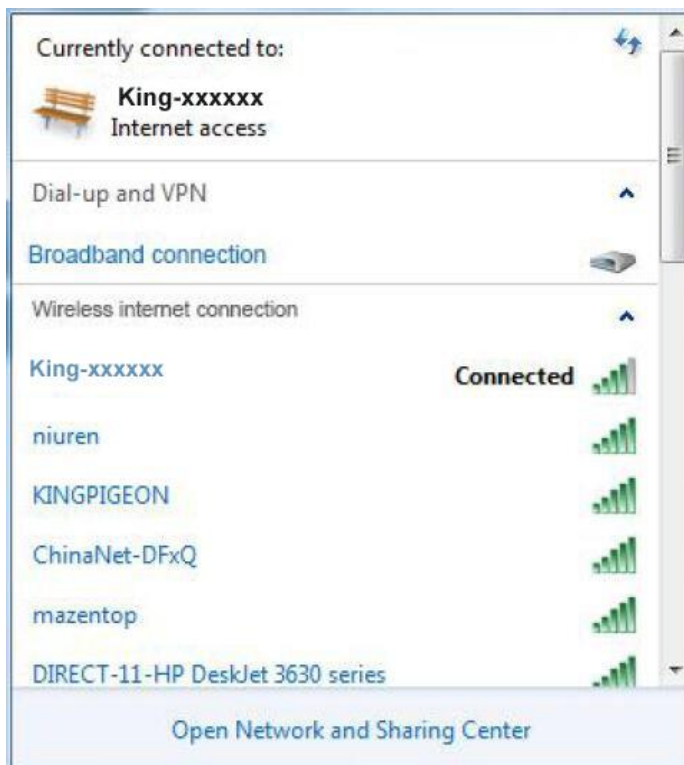 Currently connected to:
King-xxxxxx
Internet access
Dial-up and VPN
Broadband connection
Wireless internet connection
King-xxxxxx Connected
niuren
KINGPIGEON
ChinaNet-DFxQ
mazentop
DIRECT-11-HP DeskJet 3630 series
Open Network and Sharing Center